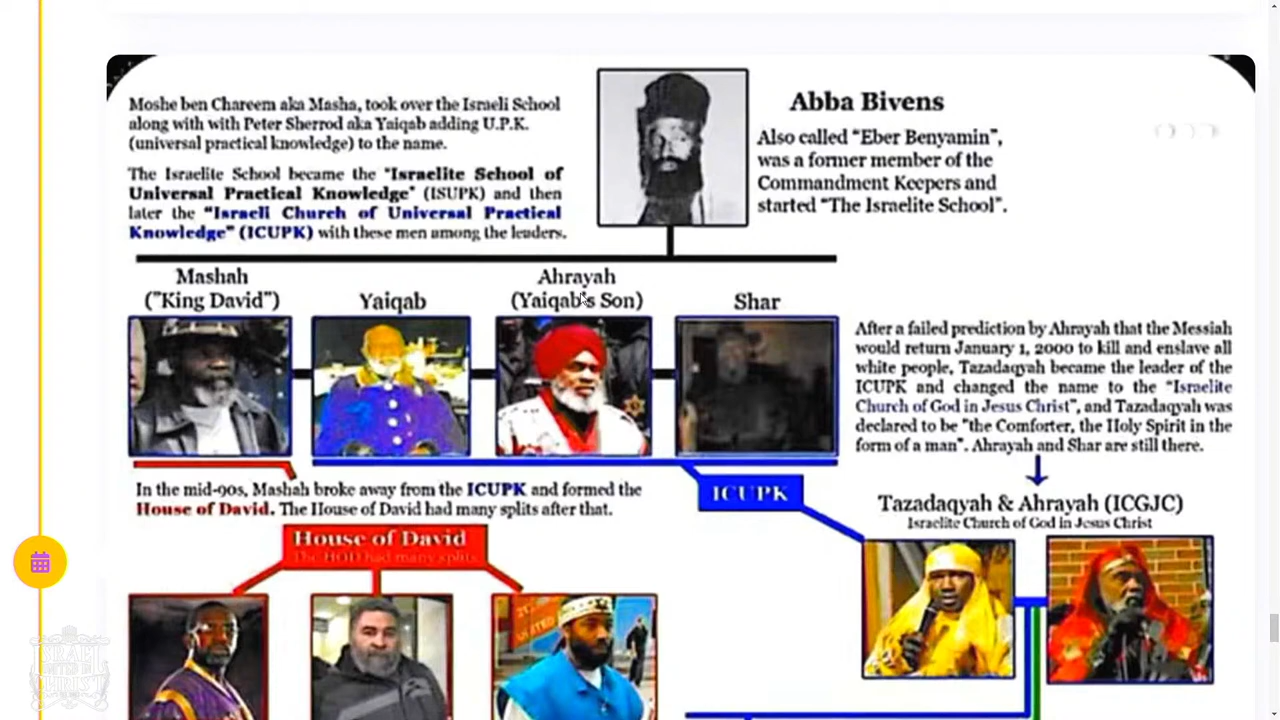 Moshe ben Chareem aka Masha, took over the Israeli School
along with with Peter Sherrod aka Yaiqab adding U.P.K.
(universal practical knowledge) to the name.
The Israelite School became the "Israelite School of
Universal Practical Knowledge" (ISUPK) and then
later the "Israeli Church of Universal Practical
Knowledge" (ICUPK) with these men among the leaders.
Abba Bivens
Also called "Eber Benyamin",
was a former member of the
Commandment Keepers and
started "The Israelite School".
Mashah
("King David")
Yaiqab
Ahrayah
(Yaiqab's Son)
Shar
After a failed prediction by Ahrayah that the Messiah
would return January 1, 2000 to kill and enslave all
white people, Tazadaqyah became the leader of the
ICUPK and changed the name to the "Israelite
Church of God in Jesus Christ", and Tazadaqyah was
declared to be "the Comforter, the Holy Spirit in the
form of a man". Ahrayah and Shar are still there.
In the mid-90s, Mashah broke away from the ICUPK and formed the
House of David. The House of David had many splits after that.
ICUPK
Tazadaqyah & Ahrayah (ICGJC)
Israelite Church of God in Jesus Christ
House of David
The HOD had many splits
ISRAEL
UNITED IN
CHRIST